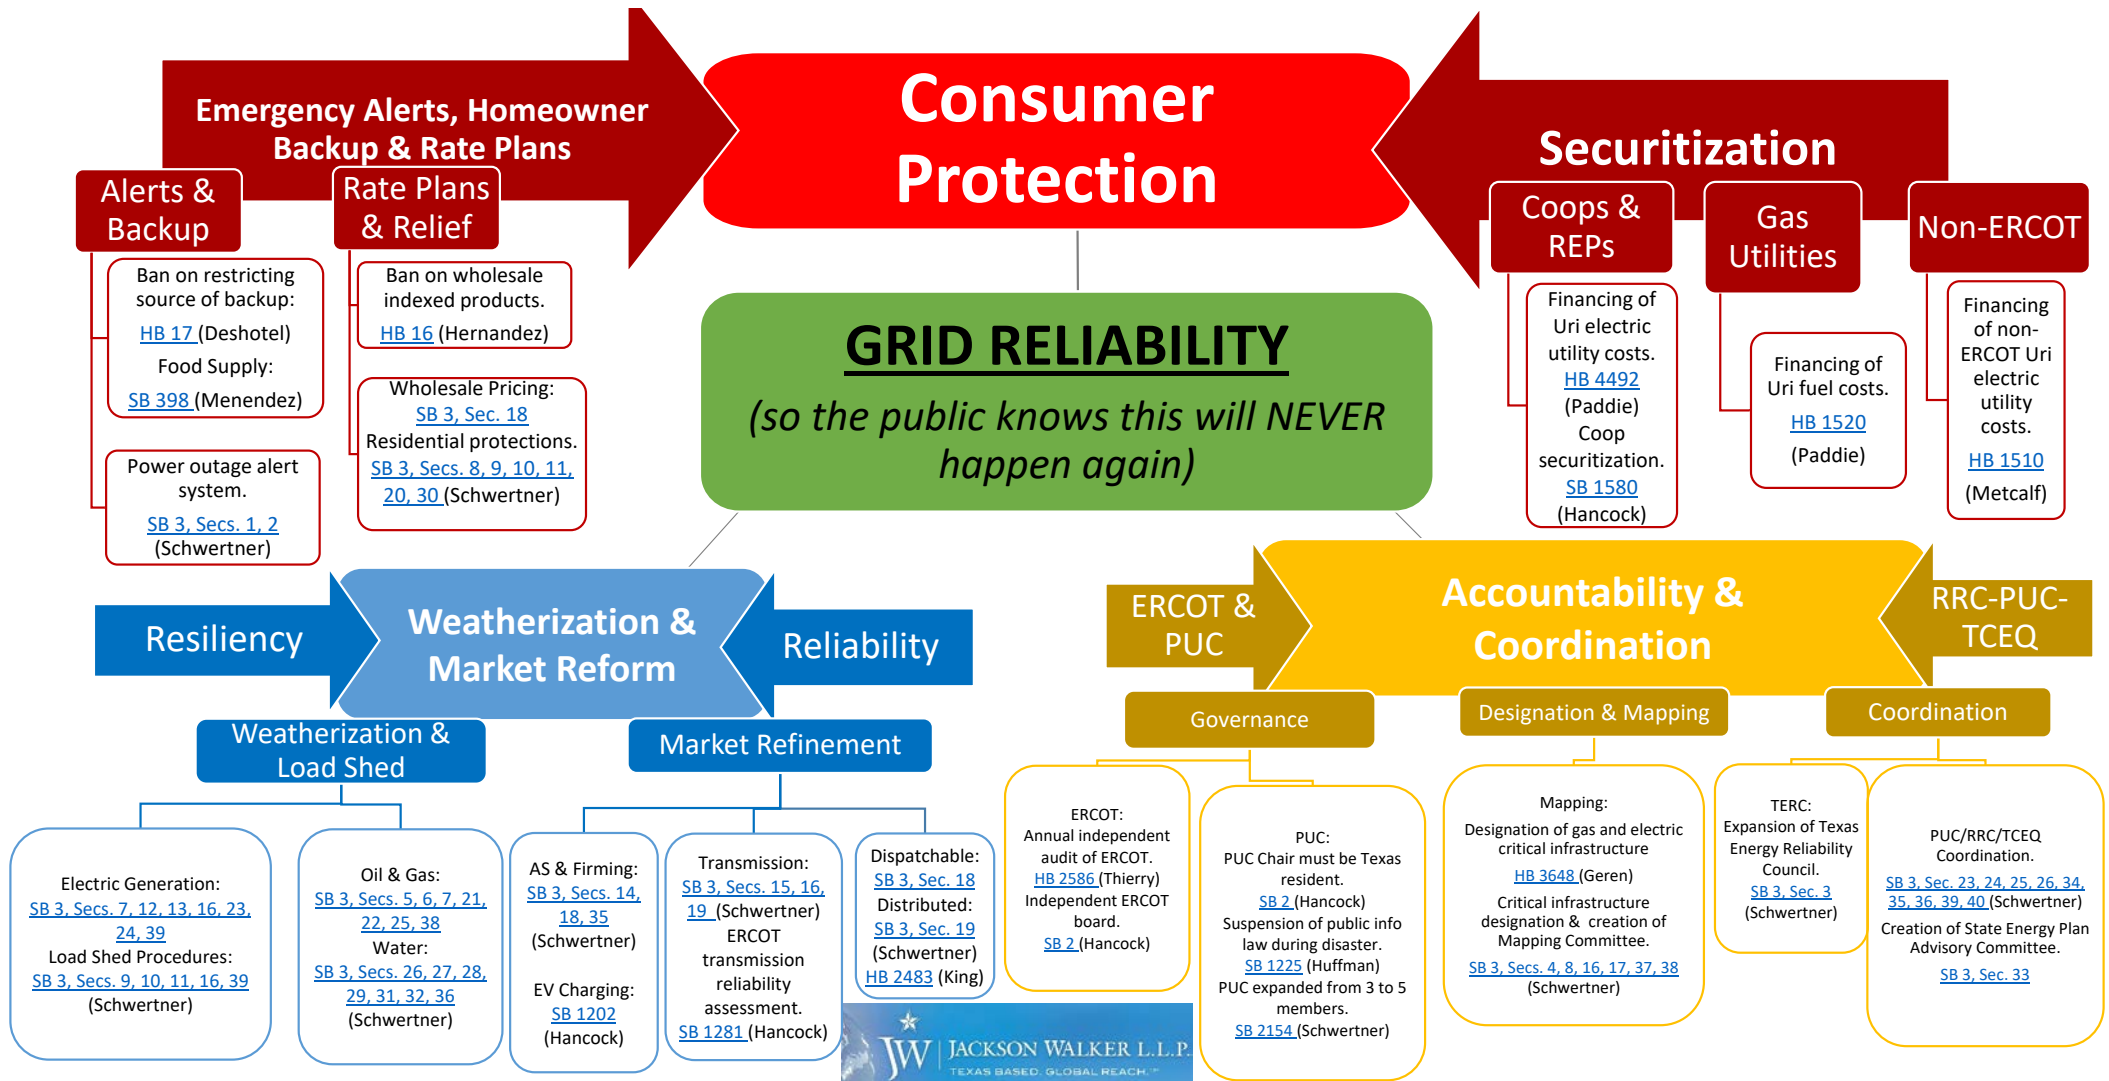 Emergency Alerts, Homeowner
Backup & Rate Plans
Consumer
Protection
Securitization
Alerts &
Backup
Rate Plans
& Relief
Coops &
REPs
Gas
Utilities
Non-ERCOT
Ban on restricting
source of backup:
HB 17 (Deshotel)
Food Supply:
SB 398 (Menendez)
Power outage alert
system.
SB 3, Secs. 1, 2
(Schwertner)
Ban on wholesale
indexed products.
HB 16 (Hernandez)
Wholesale Pricing:
SB 3, Sec. 18
Residential protections.
SB 3, Secs. 8, 9, 10, 11,
20, 30 (Schwertner)
GRID RELIABILITY
(so the public knows this will NEVER
happen again)
Financing of
Uri electric
utility costs.
HB 4492
(Paddie)
Coop
securitization.
SB 1580
(Hancock)
Financing of
Uri fuel costs.
HB 1520
(Paddie)
Financing
of non-
ERCOT Uri
electric
utility
costs.
HB 1510
(Metcalf)
Resiliency
Weatherization &
Market Reform
Reliability
ERCOT &
PUC
Accountability &
Coordination
RRC-PUC-
TCEQ
Weatherization &
Load Shed
Market Refinement
Governance
Designation & Mapping
Coordination
Electric Generation:
SB 3, Secs. 7, 12, 13, 16, 23,
24, 39
Load Shed Procedures:
SB 3, Secs. 9, 10, 11, 16, 39
(Schwertner)
Oil & Gas:
SB 3, Secs. 5, 6, 7, 21,
22, 25, 38
Water:
SB 3, Secs. 26, 27, 28,
29, 31, 32, 36
(Schwertner)
AS & Firming:
SB 3, Secs. 14,
18, 35
(Schwertner)
EV Charging:
SB 1202
(Hancock)
Transmission:
SB 3, Secs. 15, 16,
19 (Schwertner)
ERCOT
transmission
reliability
assessment.
SB 1281 (Hancock)
Dispatchable:
SB 3, Sec. 18
Distributed:
SB 3, Sec. 19
(Schwertner)
HB 2483 (King)
ERCOT:
Annual independent
audit of ERCOT.
HB 2586 (Thierry)
Independent ERCOT
board.
SB 2 (Hancock)
PUC:
PUC Chair must be Texas
resident.
SB 2 (Hancock)
Suspension of public info
law during disaster.
SB 1225 (Huffman)
PUC expanded from 3 to 5
members.
SB 2154 (Schwertner)
Mapping:
Designation of gas and electric
critical infrastructure
HB 3648 (Geren)
Critical infrastructure
designation & creation of
Mapping Committee.
SB 3, Secs. 4, 8, 16, 17, 37, 38
(Schwertner)
TERC:
Expansion of Texas
Energy Reliability
Council.
SB 3, Sec. 3
(Schwertner)
PUC/RRC/TCEQ
Coordination.
SB 3, Sec. 23, 24, 25, 26, 34,
35, 36, 39, 40 (Schwertner)
Creation of State Energy Plan
Advisory Committee.
SB 3, Sec. 33
JW JACKSON WALKER L.L.P.
TEXAS BASED. GLOBAL REACH.℠